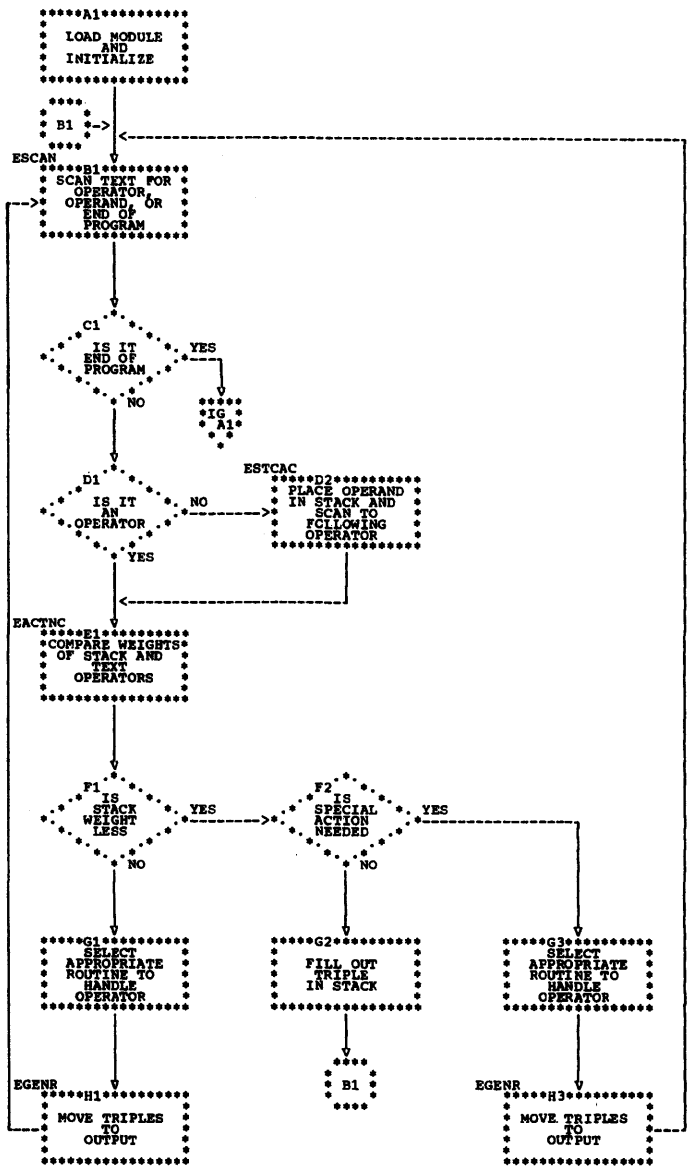 A1
LOAD MODULE
AND
INITIALIZE
B1
ESCAN
B1
SCAN TEXT FOR
OPERATOR,
OPERAND, OR
END OF
PROGRAM
C1
IS IT
END OF
PROGRAM
YES
NO
IG
A1
D1
IS IT
AN
OPERATOR
NO
YES
ESTCAC
D2
PLACE OPERAND
IN STACK AND
SCAN TO
FOLLOWING
OPERATOR
EACTNC
E1
COMPARE WEIGHTS
OF STACK AND
TEXT
OPERATORS
F1
IS
STACK
WEIGHT
LESS
YES
NO
F2
IS
SPECIAL
ACTION
NEEDED
YES
NO
G1
SELECT
APPROPRIATE
ROUTINE TO
HANDLE
OPERATOR
G2
FILL OUT
TRIPLE
IN STACK
G3
SELECT
APPROPRIATE
ROUTINE TO
HANDLE
OPERATOR
B1
EGENR
H1
MOVE TRIPLES
TO
OUTPUT
EGENR
H3
MOVE TRIPLES
TO
OUTPUT